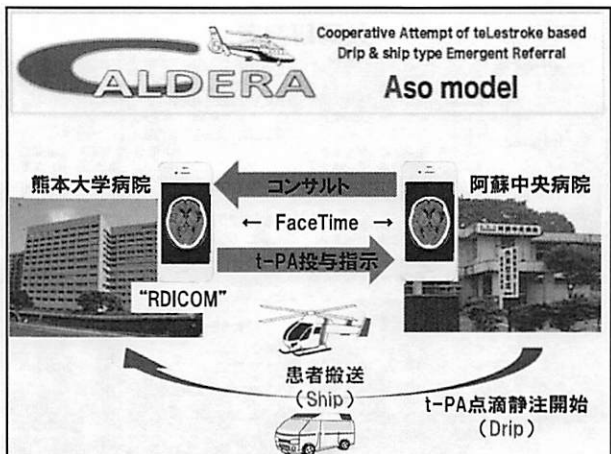 Cooperative Attempt of teLestroke based
Drip & ship type Emergent Referral
CALDERA
Aso model
熊本大学病院
コンサルト
阿蘇中央病院
← FaceTime →
t-PA投与指示
“RDICOM”
患者搬送
(Ship)
t-PA点滴静注開始
(Drip)